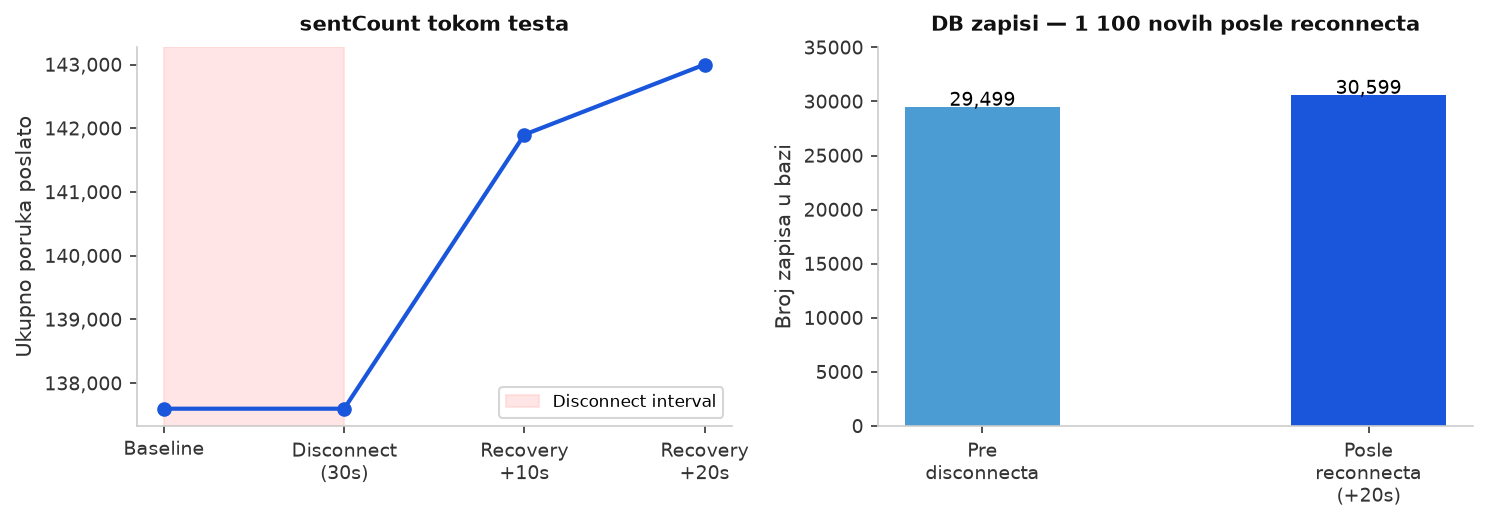 sentCount tokom testa
Ukupno poruka poslato
143,000
142,000
141,000
140,000
139,000
138,000
Disconnect interval
Baseline
Disconnect
(30s)
Recovery
+10s
Recovery
+20s
DB zapisi — 1 100 novih posle reconnecta
Broj zapisa u bazi
35000
30000
25000
20000
15000
10000
5000
0
29,499
30,599
Pre
disconnecta
Posle
reconnecta
(+20s)